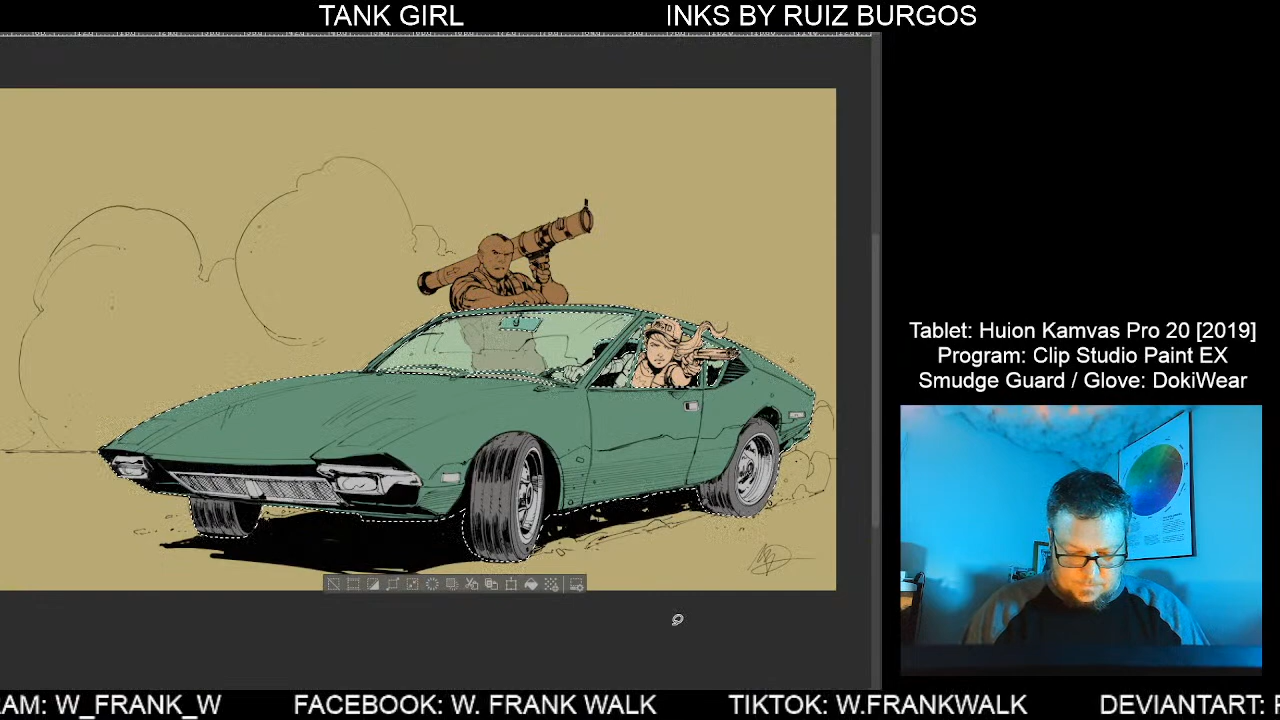 TANK GIRL
INKS BY RUIZ BURGOS
Tablet: Huion Kamvas Pro 20 [2019]
Program: Clip Studio Paint EX
Smudge Guard / Glove: DokiWear
AM: W_FRANK_W FACEBOOK: W. FRANK WALK TIKTOK: W.FRANKWALK DEVIANTART: